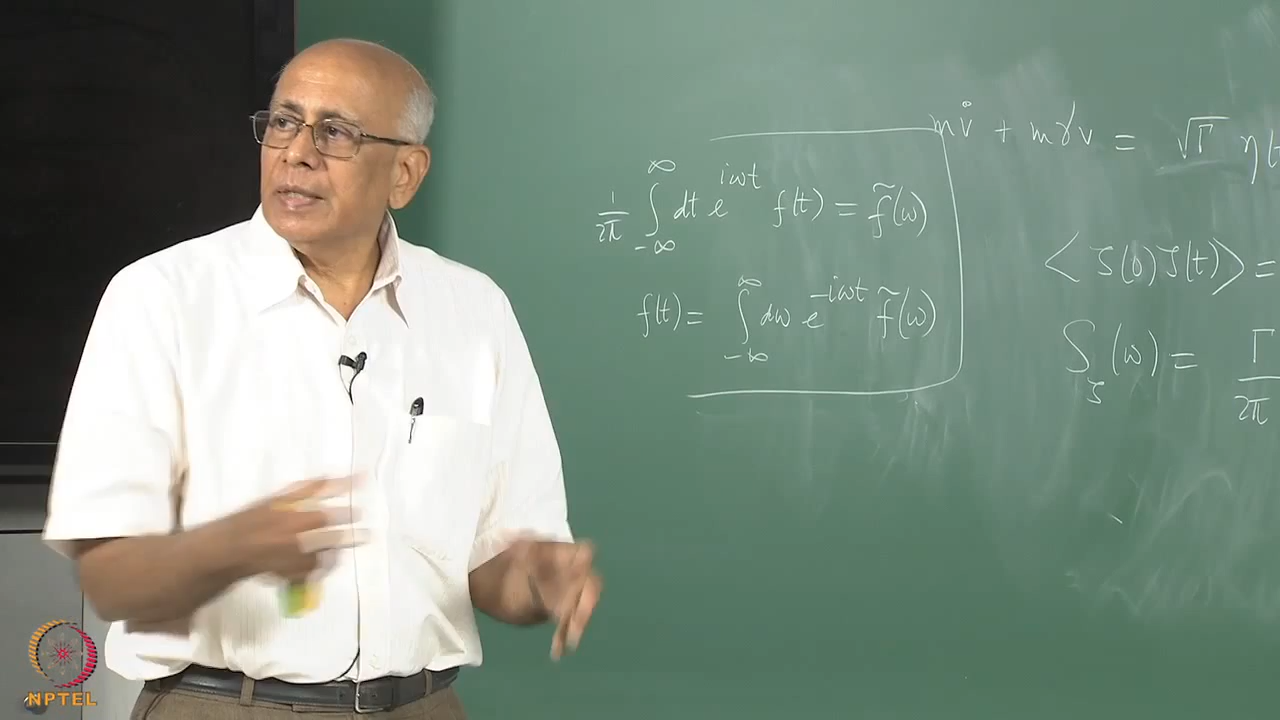 mv̇ + mγv = √Γ η(t
1/2π ∫_{-∞}^{∞} dt e^{iωt} f(t) = f̃(ω)
f(t) = ∫_{-∞}^{∞} dω e^{-iωt} f̃(ω)
⟨ζ(0)ζ(t)⟩ =
S_ζ(ω) = Γ/2π
NPTEL